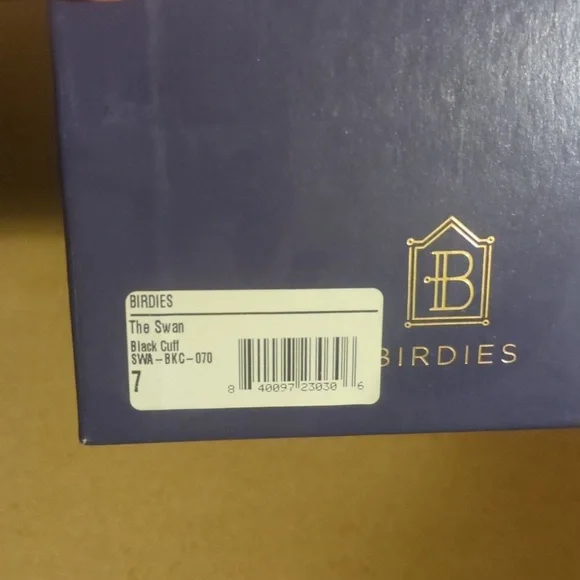 B
BIRDIES
BIRDIES
The Swan
Black Cuff
SWA-BKC-070
7
8 40097 23030 6